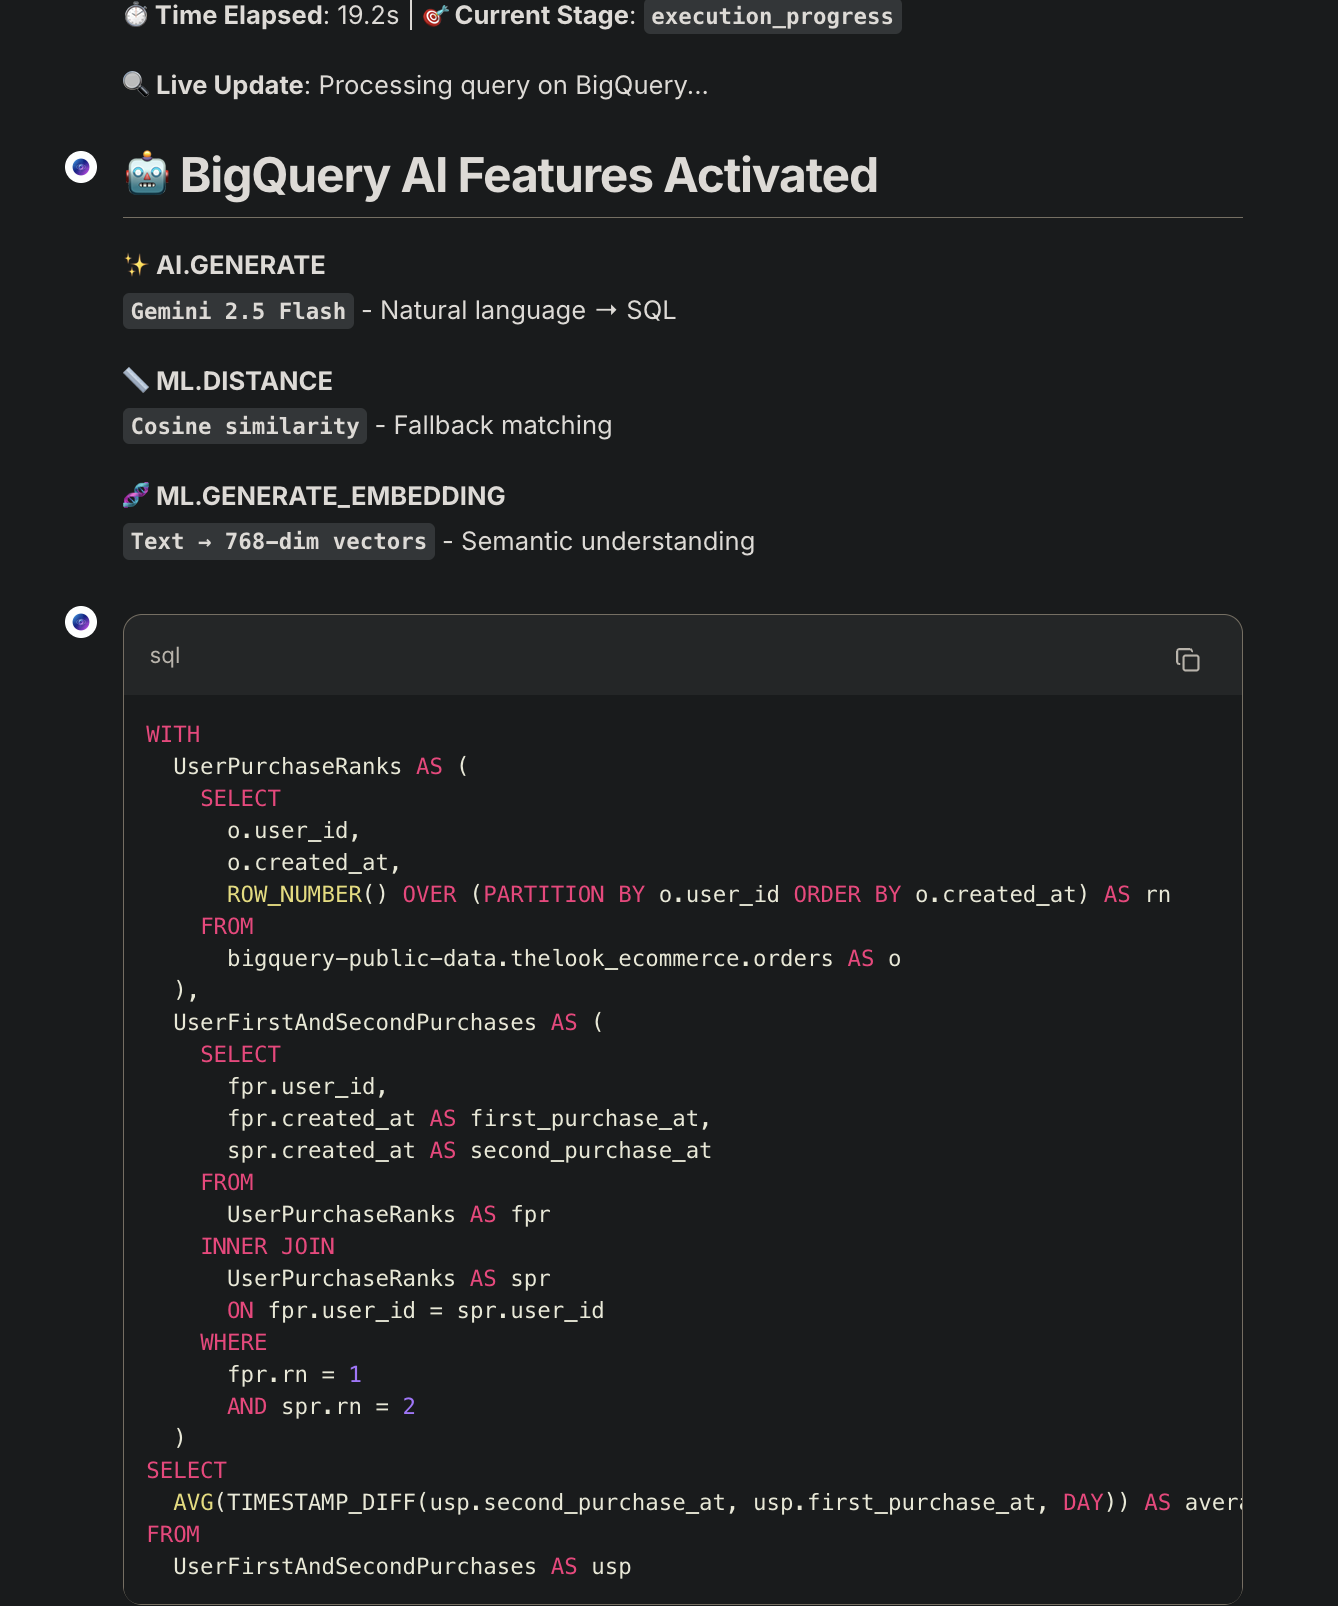 ⏱️ Time Elapsed: 19.2s | 🎯 Current Stage: execution_progress
🔍 Live Update: Processing query on BigQuery...
🤖 BigQuery AI Features Activated
✨ AI.GENERATE
Gemini 2.5 Flash - Natural language → SQL
📏 ML.DISTANCE
Cosine similarity - Fallback matching
🧬 ML.GENERATE_EMBEDDING
Text → 768-dim vectors - Semantic understanding
sql
WITH
  UserPurchaseRanks AS (
    SELECT
      o.user_id,
      o.created_at,
      ROW_NUMBER() OVER (PARTITION BY o.user_id ORDER BY o.created_at) AS rn
    FROM
      bigquery-public-data.thelook_ecommerce.orders AS o
  ),
  UserFirstAndSecondPurchases AS (
    SELECT
      fpr.user_id,
      fpr.created_at AS first_purchase_at,
      spr.created_at AS second_purchase_at
    FROM
      UserPurchaseRanks AS fpr
    INNER JOIN
      UserPurchaseRanks AS spr
      ON fpr.user_id = spr.user_id
    WHERE
      fpr.rn = 1
      AND spr.rn = 2
  )
SELECT
  AVG(TIMESTAMP_DIFF(usp.second_purchase_at, usp.first_purchase_at, DAY)) AS
FROM
  UserFirstAndSecondPurchases AS usp